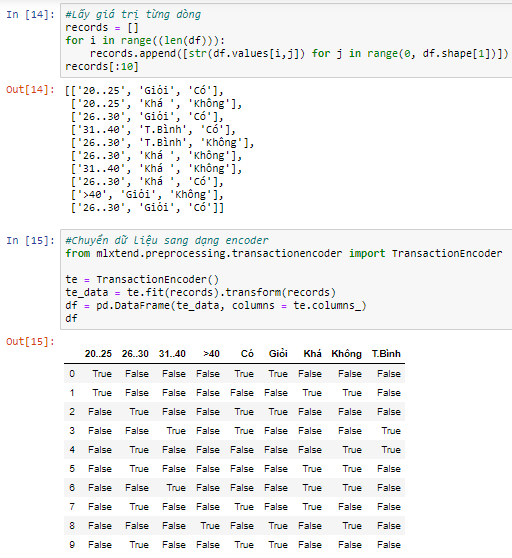 In [14]: #Lấy giá trị từng dòng
records = []
for i in range((len(df))):
    records.append([str(df.values[i,j]) for j in range(0, df.shape[1])])
records[:10]
Out[14]: [['20..25', 'Giỏi', 'Có'],
['20..25', 'Khá ', 'Không'],
['26..30', 'Giỏi', 'Có'],
['31..40', 'T.Bình', 'Có'],
['26..30', 'T.Bình', 'Không'],
['26..30', 'Khá ', 'Không'],
['31..40', 'Khá ', 'Không'],
['26..30', 'Khá ', 'Có'],
['>40', 'Giỏi', 'Không'],
['26..30', 'Giỏi', 'Có']]
In [15]: #Chuyển dữ liệu sang dạng encoder
from mlxtend.preprocessing.transactionencoder import TransactionEncoder
te = TransactionEncoder()
te_data = te.fit(records).transform(records)
df = pd.DataFrame(te_data, columns = te.columns_)
df
Out[15]:
20..25 26..30 31..40 >40 Có Giỏi Khá Không T.Bình
0 True False False False True True False False False
1 True False False False False False True True False
2 False True False False True True False False False
3 False False True False True False False False True
4 False True False False False False False True True
5 False True False False False False True True False
6 False False True False False False True True False
7 False True False False True False True False False
8 False False False True False True False True False
9 False True False False True True False False False